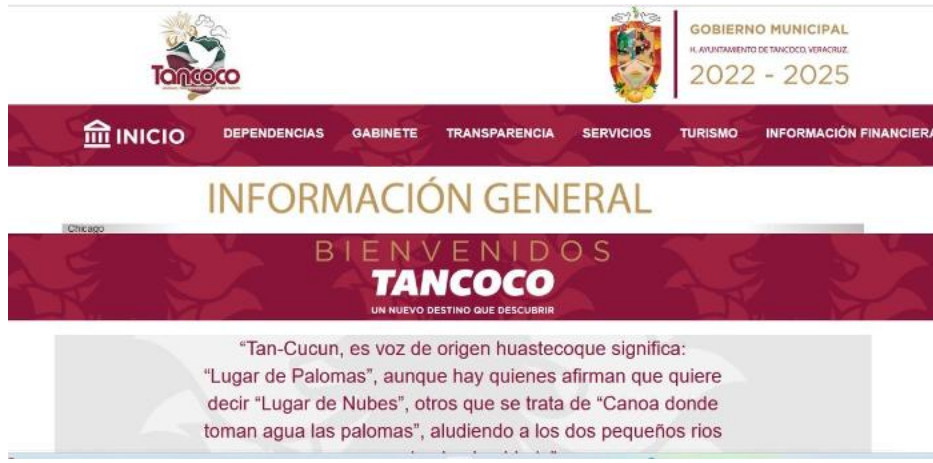 Tancoco
GOBIERNO MUNICIPAL
H. AYUNTAMIENTO DE TANCOCO, VERACRUZ.
2022 - 2025
INICIO DEPENDENCIAS GABINETE TRANSPARENCIA SERVICIOS TURISMO INFORMACIÓN FINANCIERA
INFORMACIÓN GENERAL
Chicago
BIENVENIDOS
TANCOCO
UN NUEVO DESTINO QUE DESCUBRIR
“Tan-Cucun, es voz de origen huastecoque significa:
“Lugar de Palomas”, aunque hay quienes afirman que quiere
decir “Lugar de Nubes”, otros que se trata de “Canoa donde
toman agua las palomas”, aludiendo a los dos pequeños rios